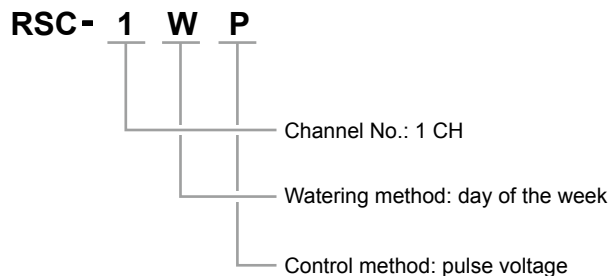 RSC- 1 W P
Channel No.: 1 CH
Watering method: day of the week
Control method: pulse voltage